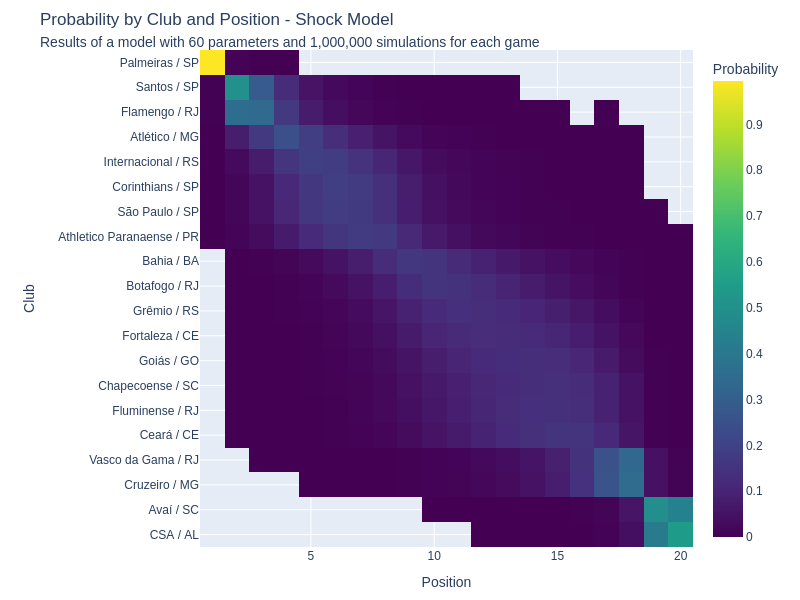 Probability by Club and Position - Shock Model
Results of a model with 60 parameters and 1,000,000 simulations for each game
Probability
Palmeiras / SP
Santos / SP
Flamengo / RJ
Atlético / MG
Internacional / RS
Corinthians / SP
São Paulo / SP
Athletico Paranaense / PR
Bahia / BA
Botafogo / RJ
Grêmio / RS
Fortaleza / CE
Goiás / GO
Chapecoense / SC
Fluminense / RJ
Ceará / CE
Vasco da Gama / RJ
Cruzeiro / MG
Avaí / SC
CSA / AL
Club
5
10
15
20
Position
0.9
0.8
0.7
0.6
0.5
0.4
0.3
0.2
0.1
0